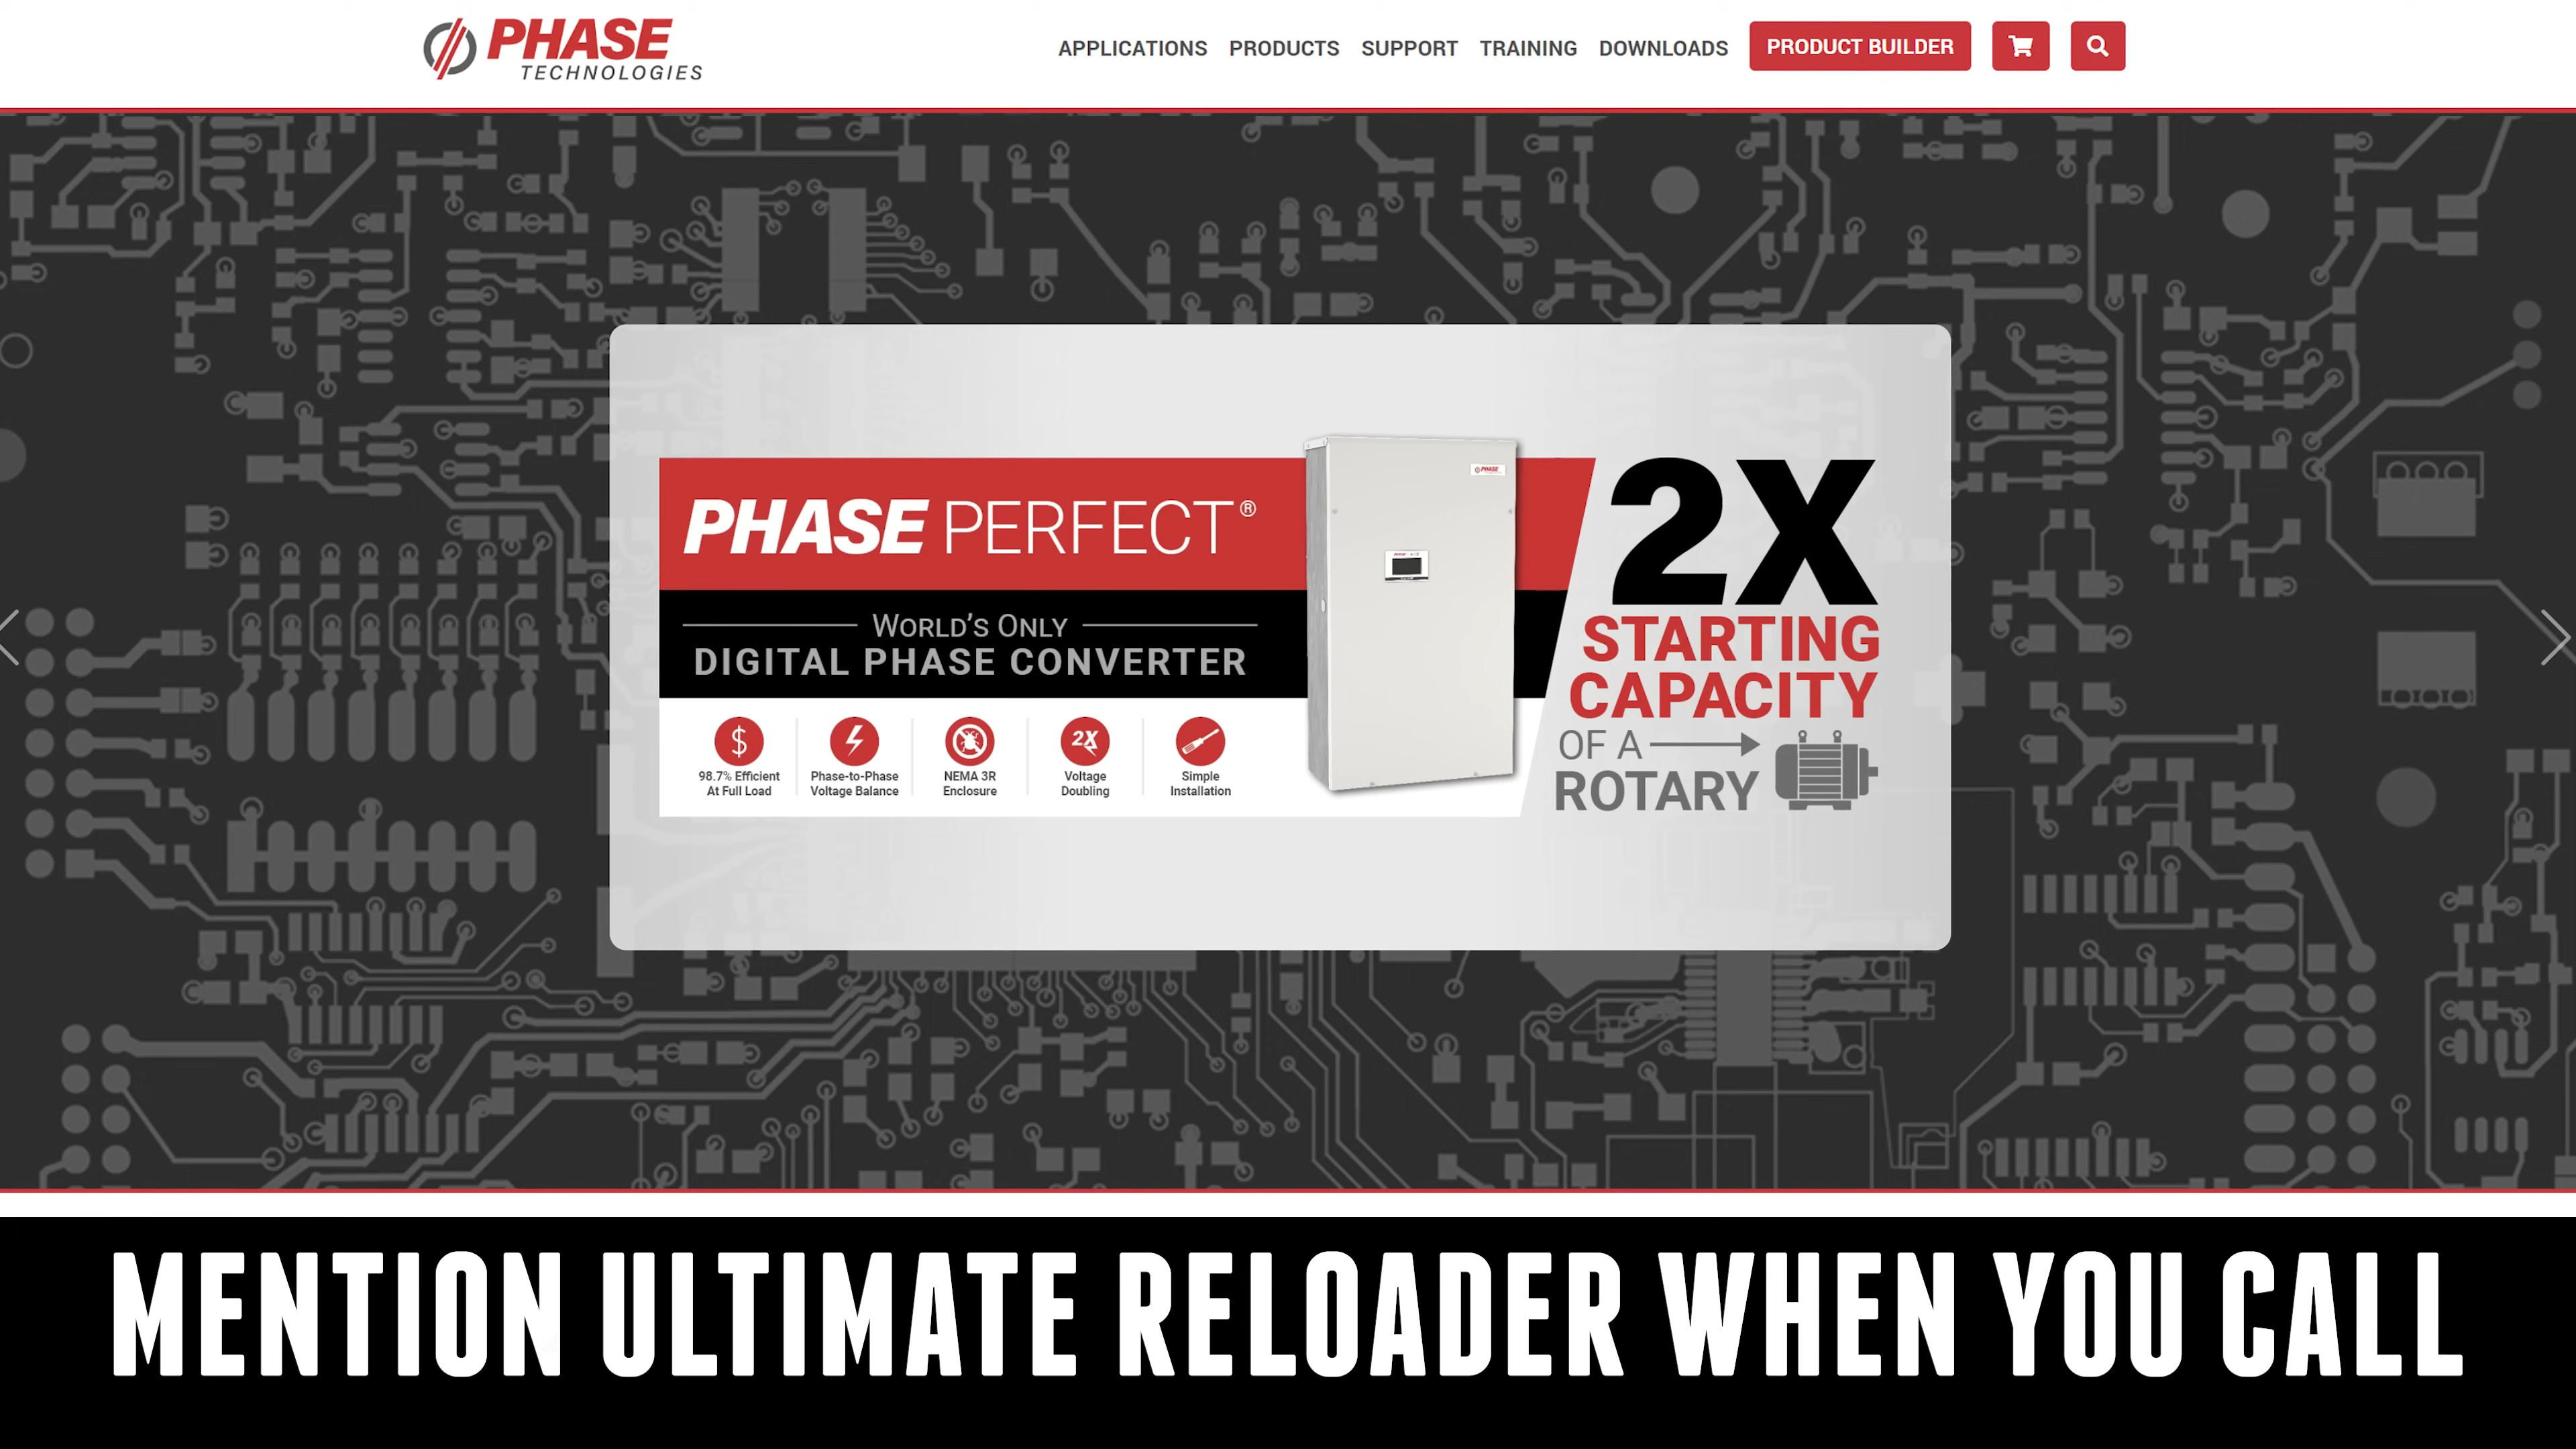 PHASE
TECHNOLOGIES
APPLICATIONS PRODUCTS SUPPORT TRAINING DOWNLOADS PRODUCT BUILDER
PHASE PERFECT®
WORLD'S ONLY
DIGITAL PHASE CONVERTER
98.7% Efficient
At Full Load
Phase-to-Phase
Voltage Balance
NEMA 3R
Enclosure
2X
Voltage
Doubling
Simple
Installation
PHASE
2X
STARTING
CAPACITY
OF A
ROTARY
MENTION ULTIMATE RELOADER WHEN YOU CALL